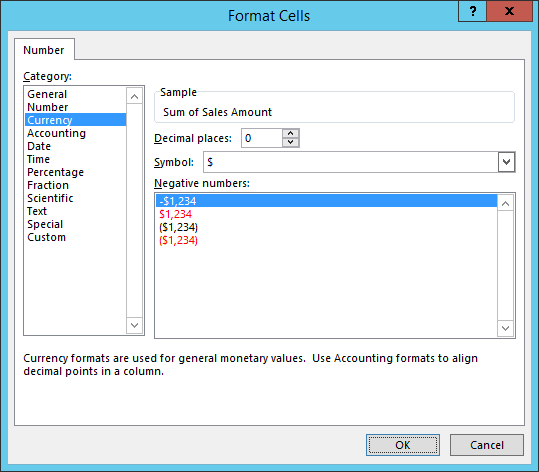 Format Cells
?
Number
Category:
General
Number
Currency
Accounting
Date
Time
Percentage
Fraction
Scientific
Text
Special
Custom
Sample
Sum of Sales Amount
Decimal places: 0
Symbol: $
Negative numbers:
-$1,234
$1,234
($1,234)
($1,234)
Currency formats are used for general monetary values.  Use Accounting formats to align
decimal points in a column.
OK
Cancel